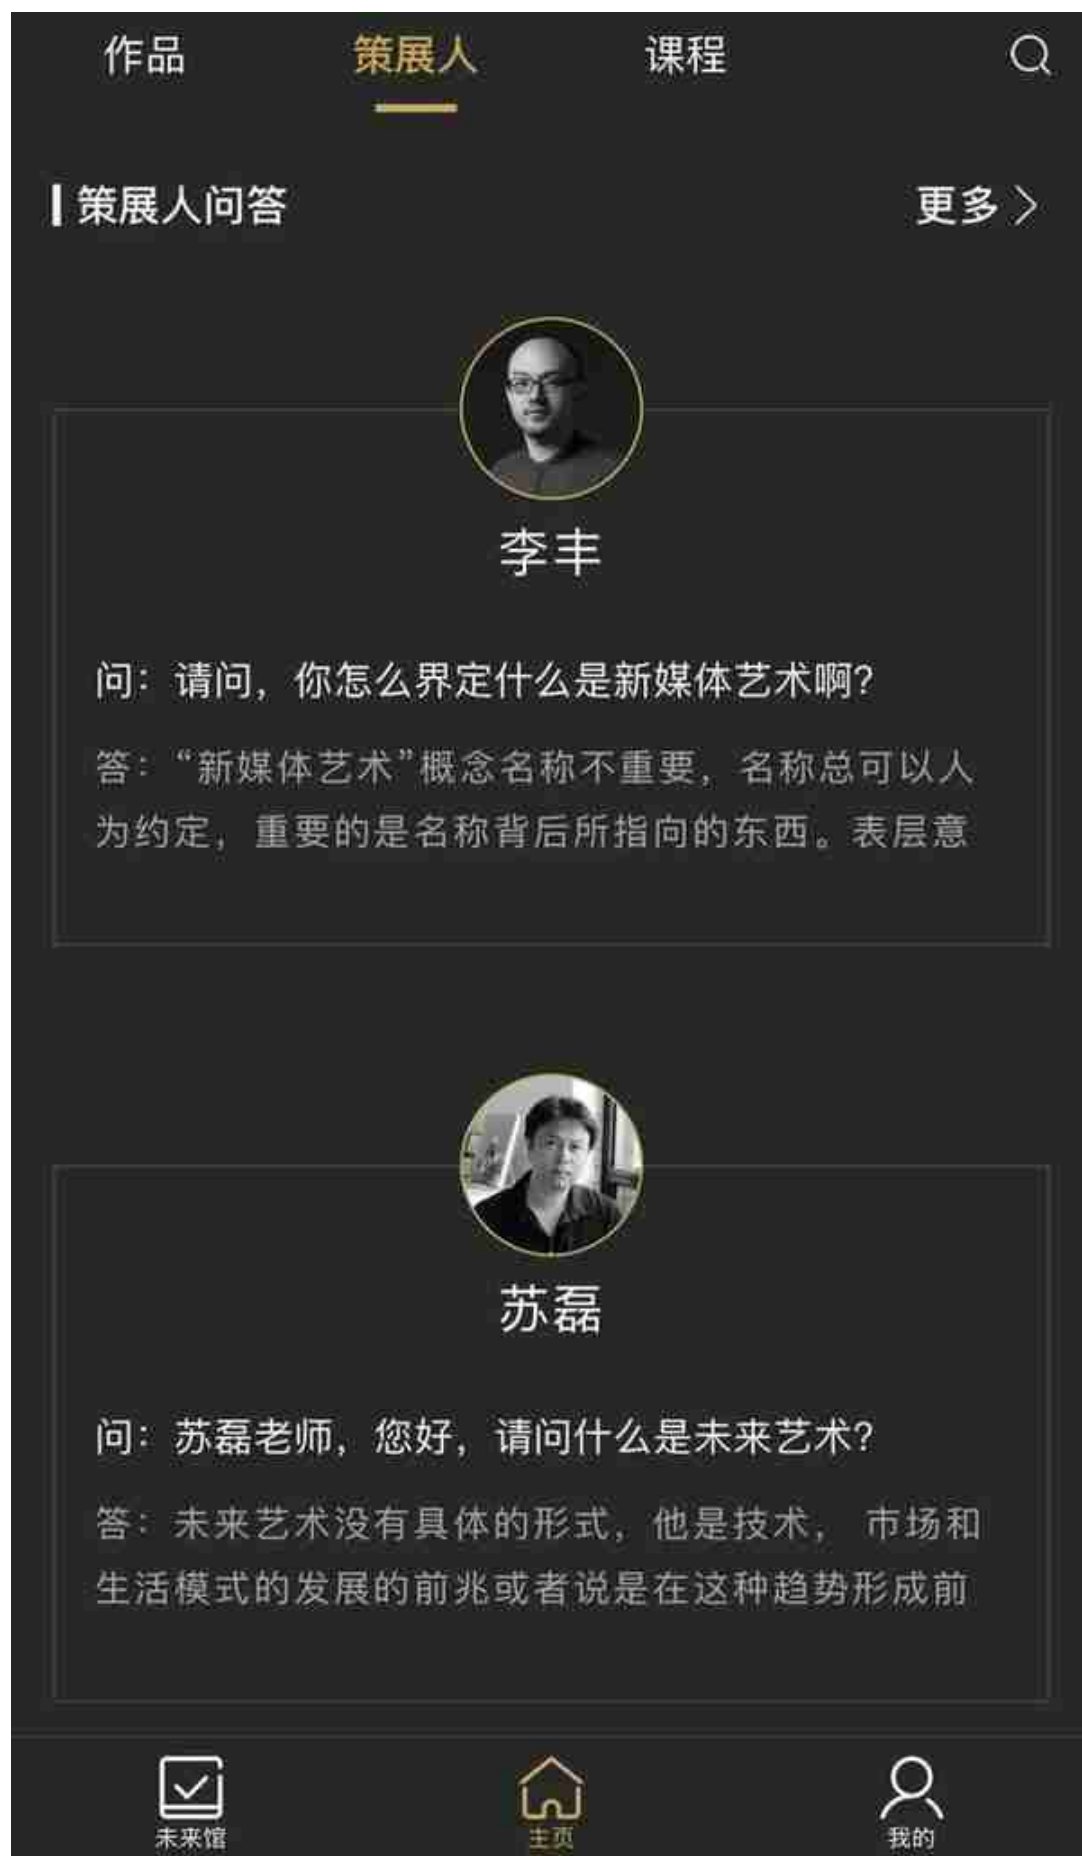 作品 策展人 课程
策展人问答 更多
李丰
问：请问，你怎么界定什么是新媒体艺术啊？
答：“新媒体艺术”概念名称不重要，名称总可以人
为约定，重要的是名称背后所指向的东西。表层意
苏磊
问：苏磊老师，您好，请问什么是未来艺术？
答：未来艺术没有具体的形式，他是技术， 市场和
生活模式的发展的前兆或者说是在这种趋势形成前
未来馆 主页 我的